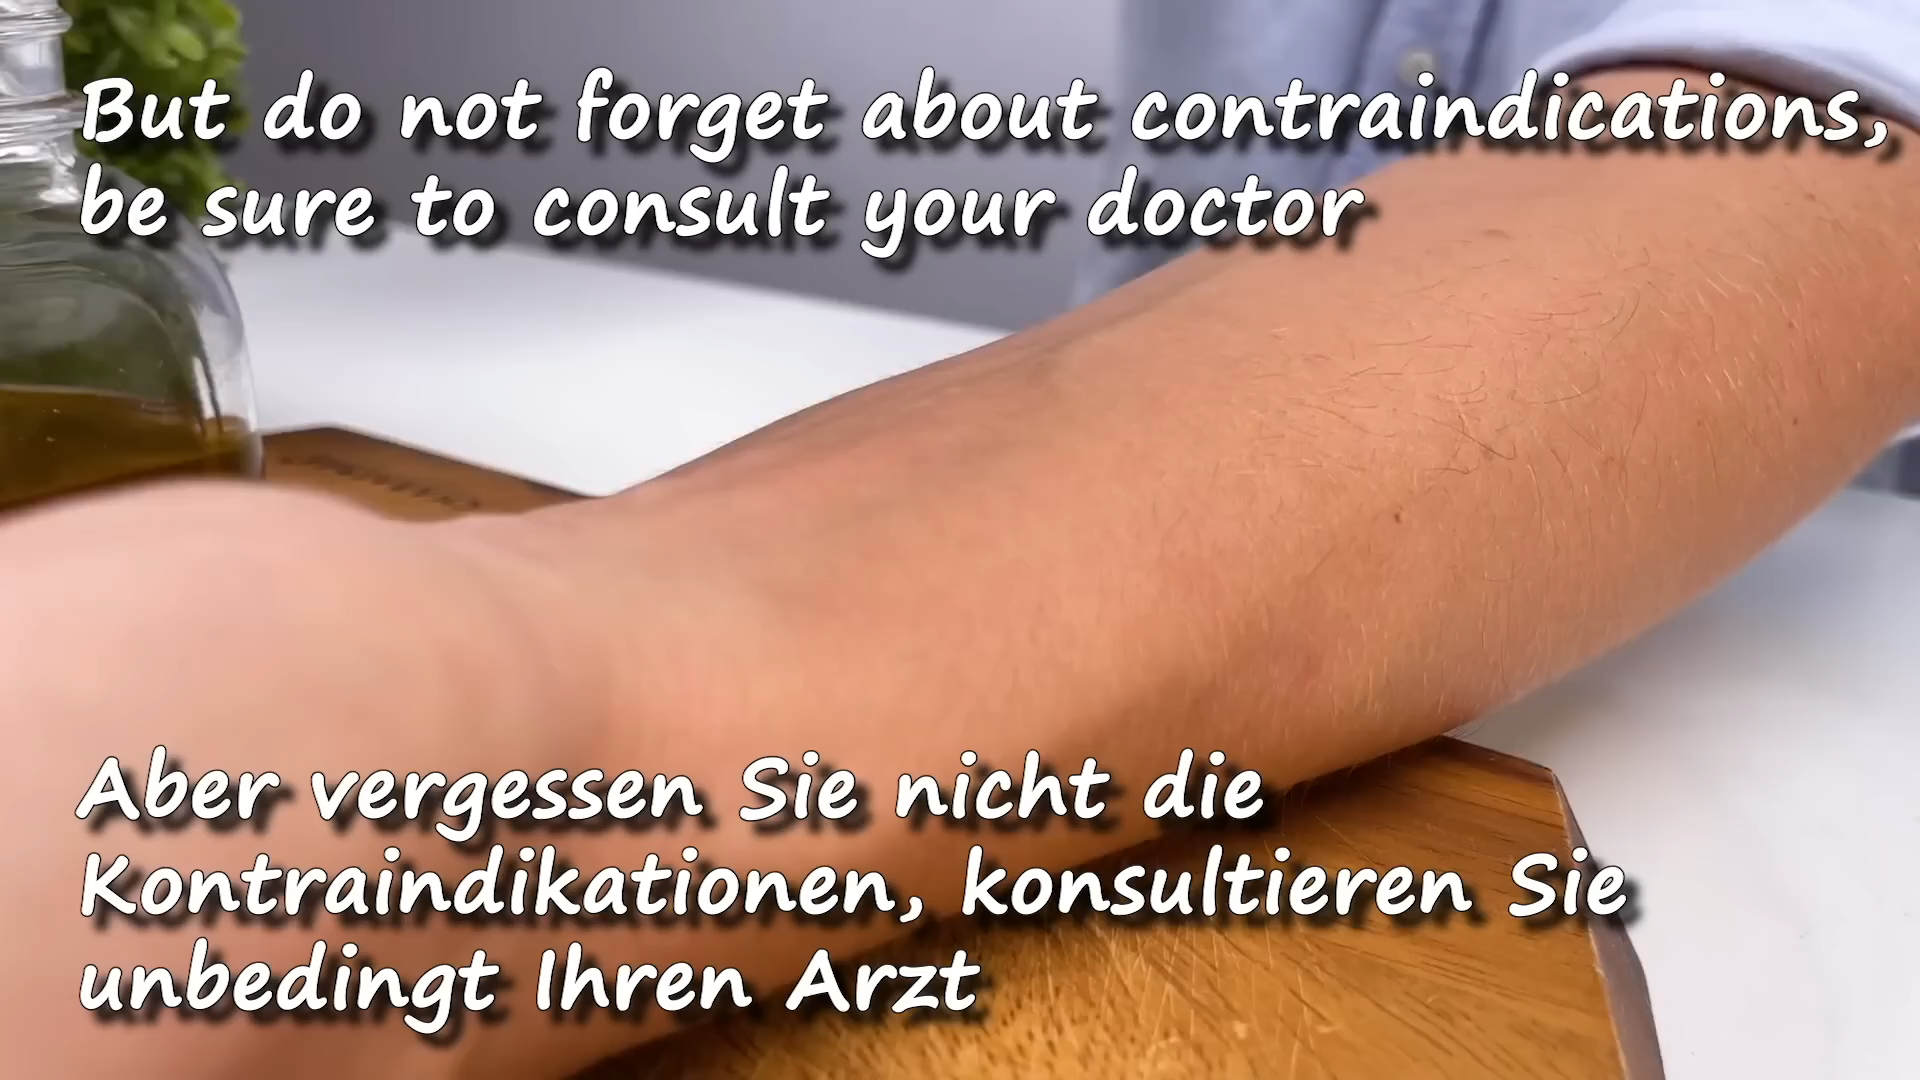 But do not forget about contraindications,
be sure to consult your doctor
Aber vergessen Sie nicht die
Kontraindikationen, konsultieren Sie
unbedingt Ihren Arzt